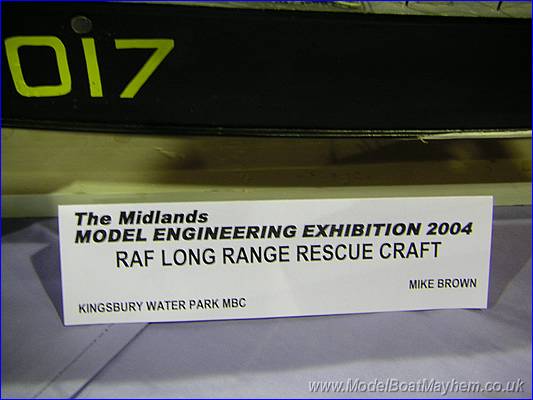 017
The Midlands
MODEL ENGINEERING EXHIBITION 2004
RAF LONG RANGE RESCUE CRAFT
MIKE BROWN
KINGSBURY WATER PARK MBC
www.ModelBoatMayhem.co.uk